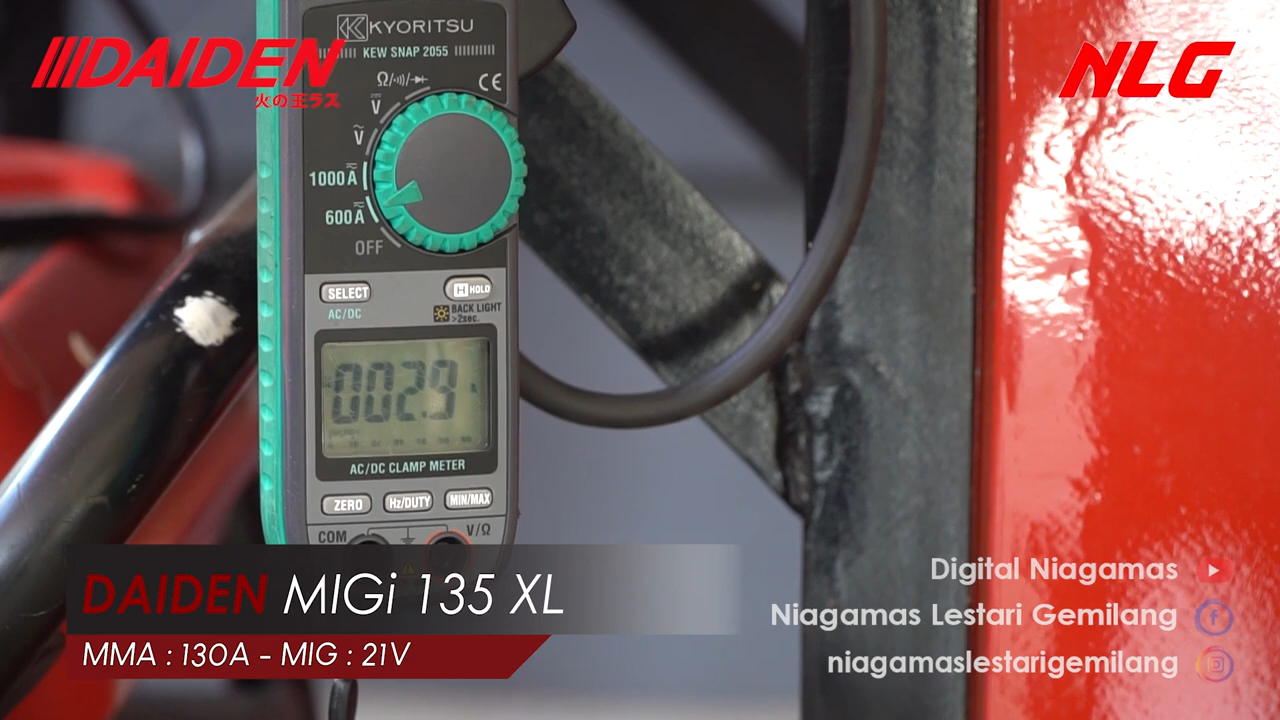 DAIDEN
火の王ラス
NLG
KYORITSU
KEW SNAP 2055
CE
Ω
V
V
1000A
600A
OFF
SELECT
AC/DC
H HOLD
BACK LIGHT
>2sec.
002.9
AC/DC CLAMP METER
ZERO
Hz/DUTY
MIN/MAX
COM
V/Ω
DAIDEN MIGi 135 XL
MMA : 130A - MIG : 21V
Digital Niagamas
Niagamas Lestari Gemilang
niagamaslestarigemilang